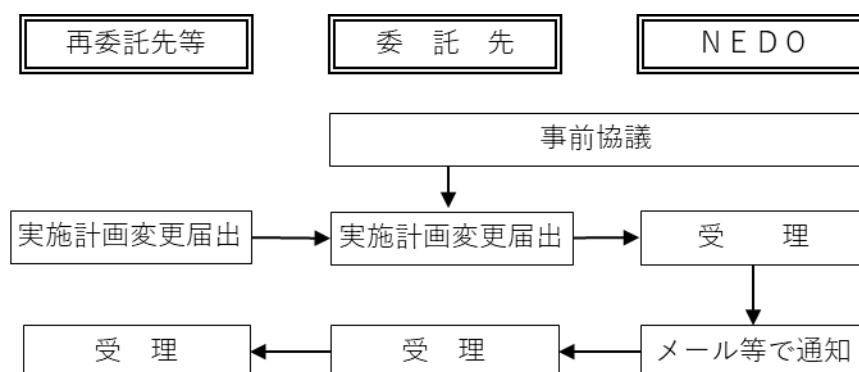 再委託先等
委 託 先
ＮＥＤＯ
事前協議
実施計画変更届出
実施計画変更届出
受 理
受 理
受 理
メール等で通知